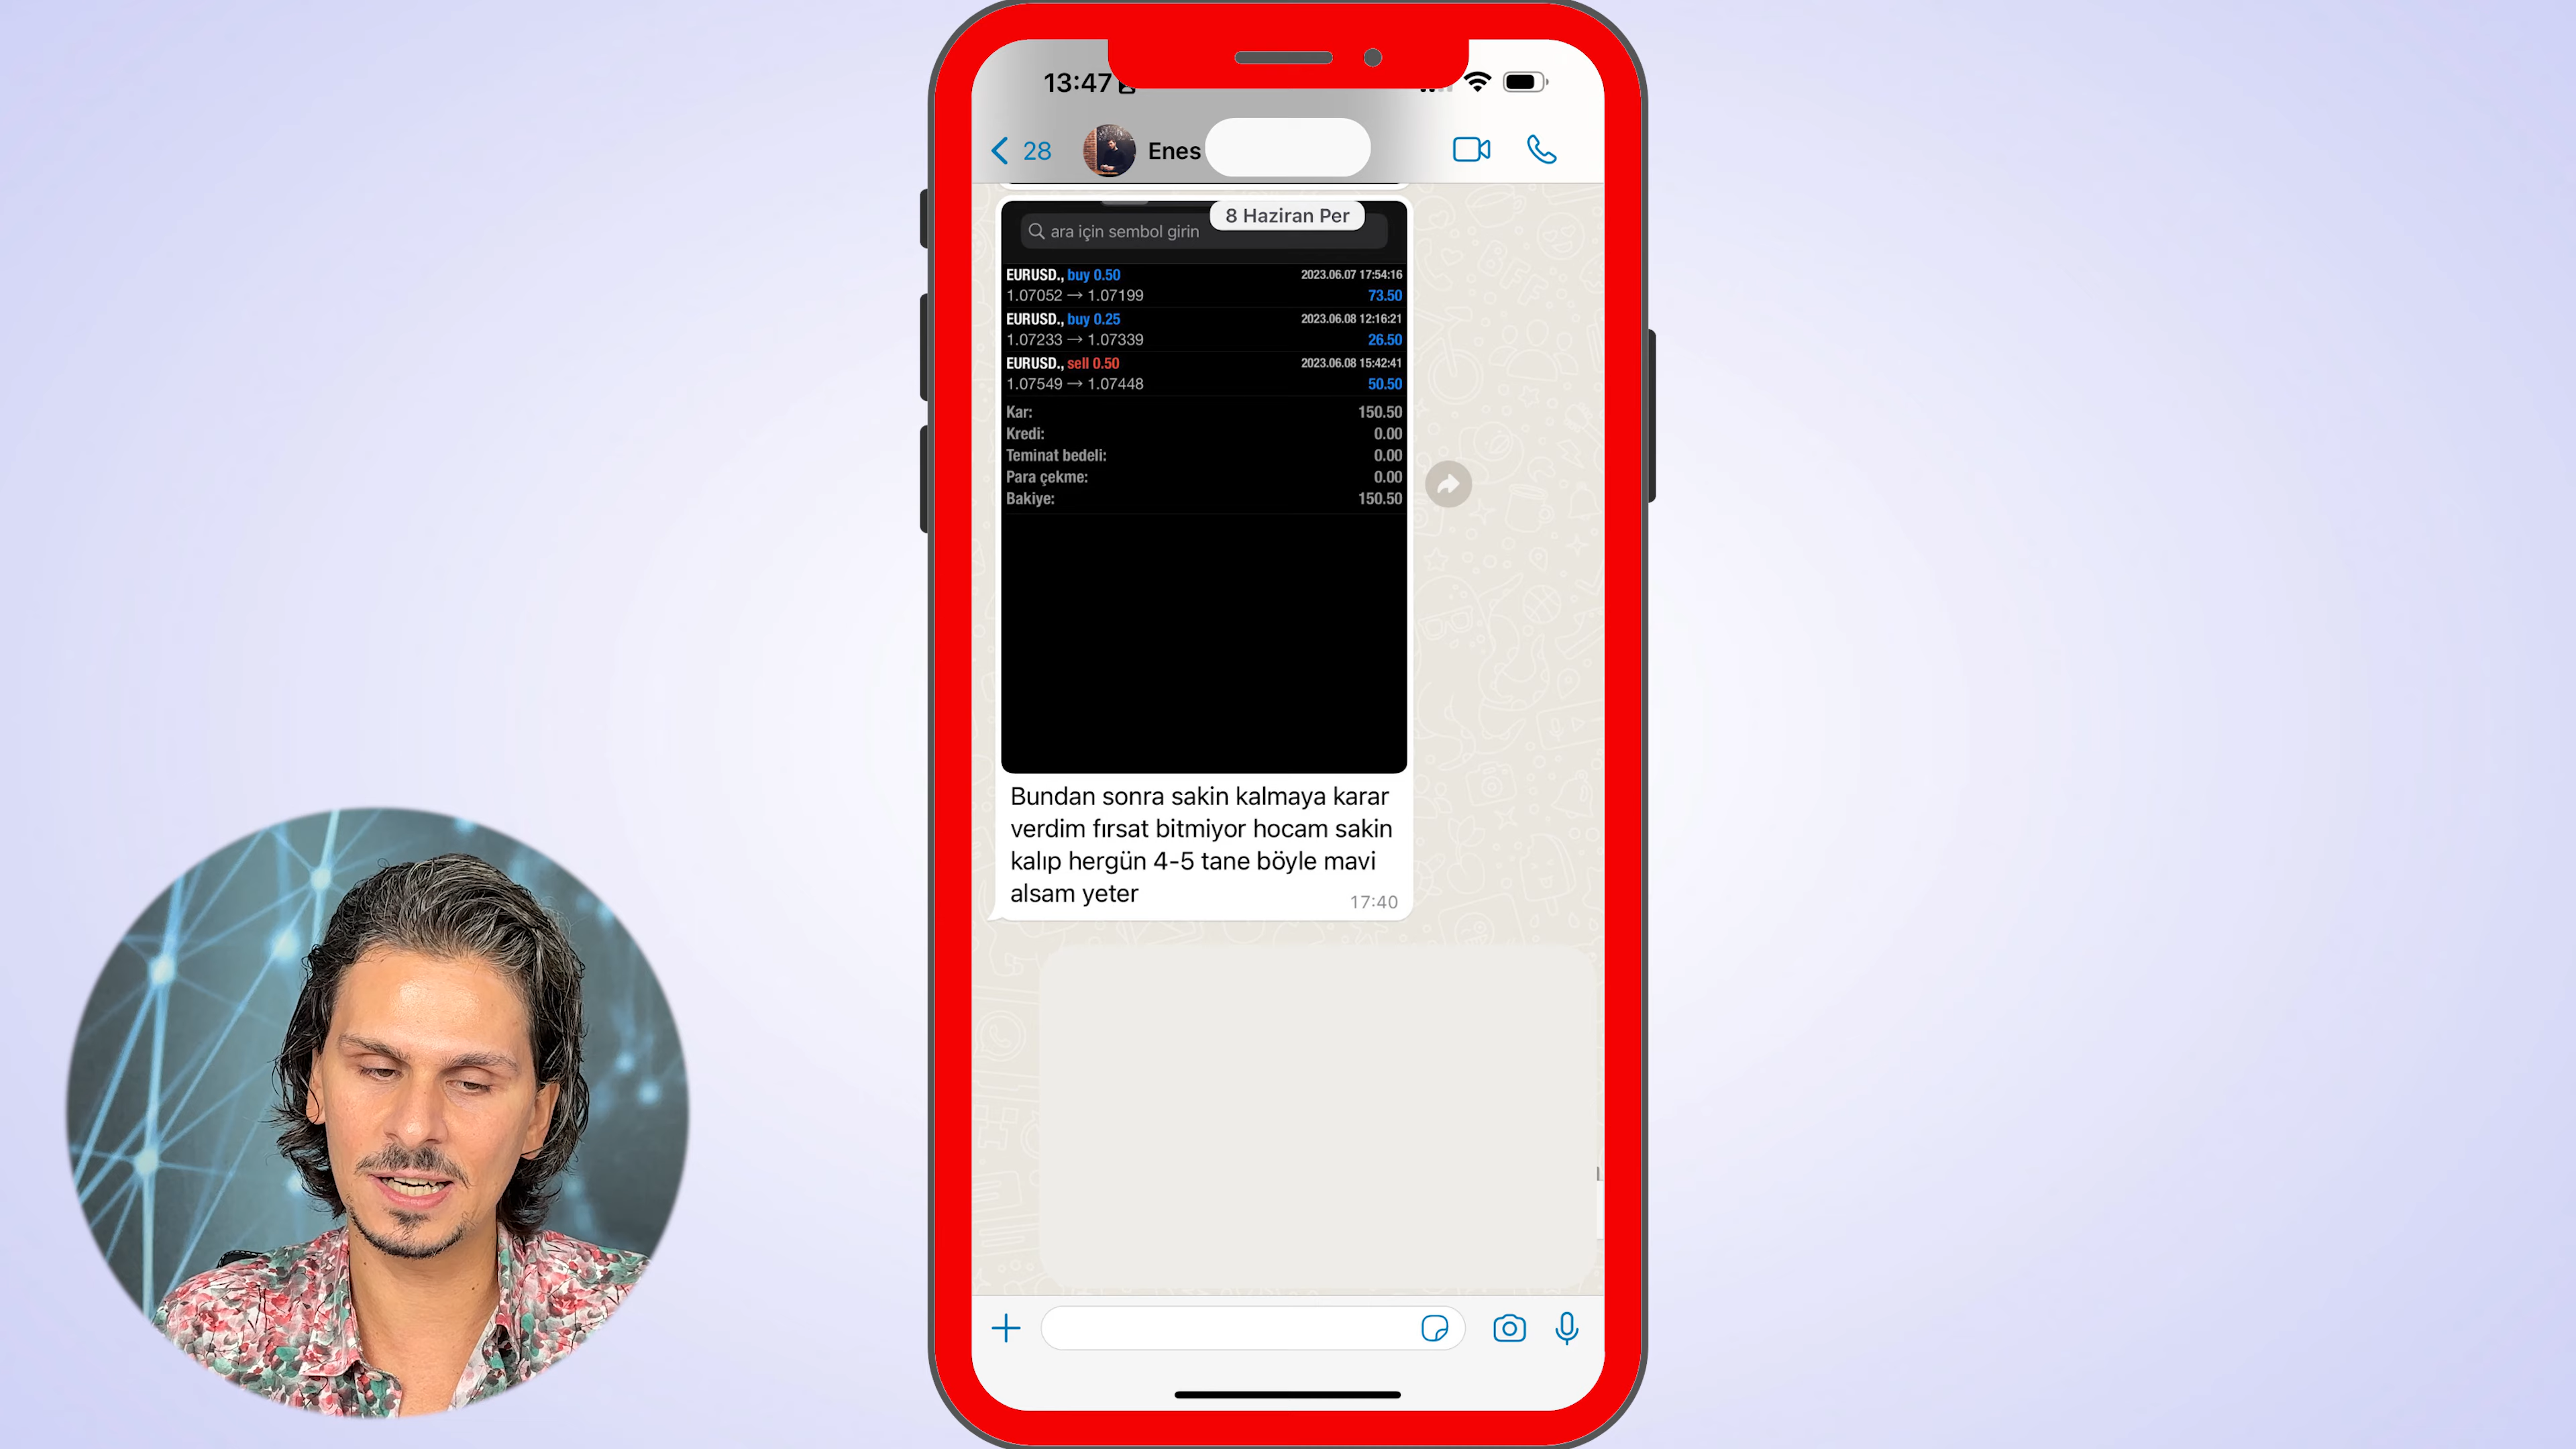 13:47
28
Enes
8 Haziran Per
ara için sembol girin
EURUSD., buy 0.50 2023.06.07 17:54:16
1.07052 → 1.07199 73.50
EURUSD., buy 0.25 2023.06.08 12:16:21
1.07233 → 1.07339 26.50
EURUSD., sell 0.50 2023.06.08 15:42:41
1.07549 → 1.07448 50.50
Kar: 150.50
Kredi: 0.00
Teminat bedeli: 0.00
Para çekme: 0.00
Bakiye: 150.50
Bundan sonra sakin kalmaya karar
verdim fırsat bitmiyor hocam sakin
kalıp hergün 4-5 tane böyle mavi
alsam yeter
17:40